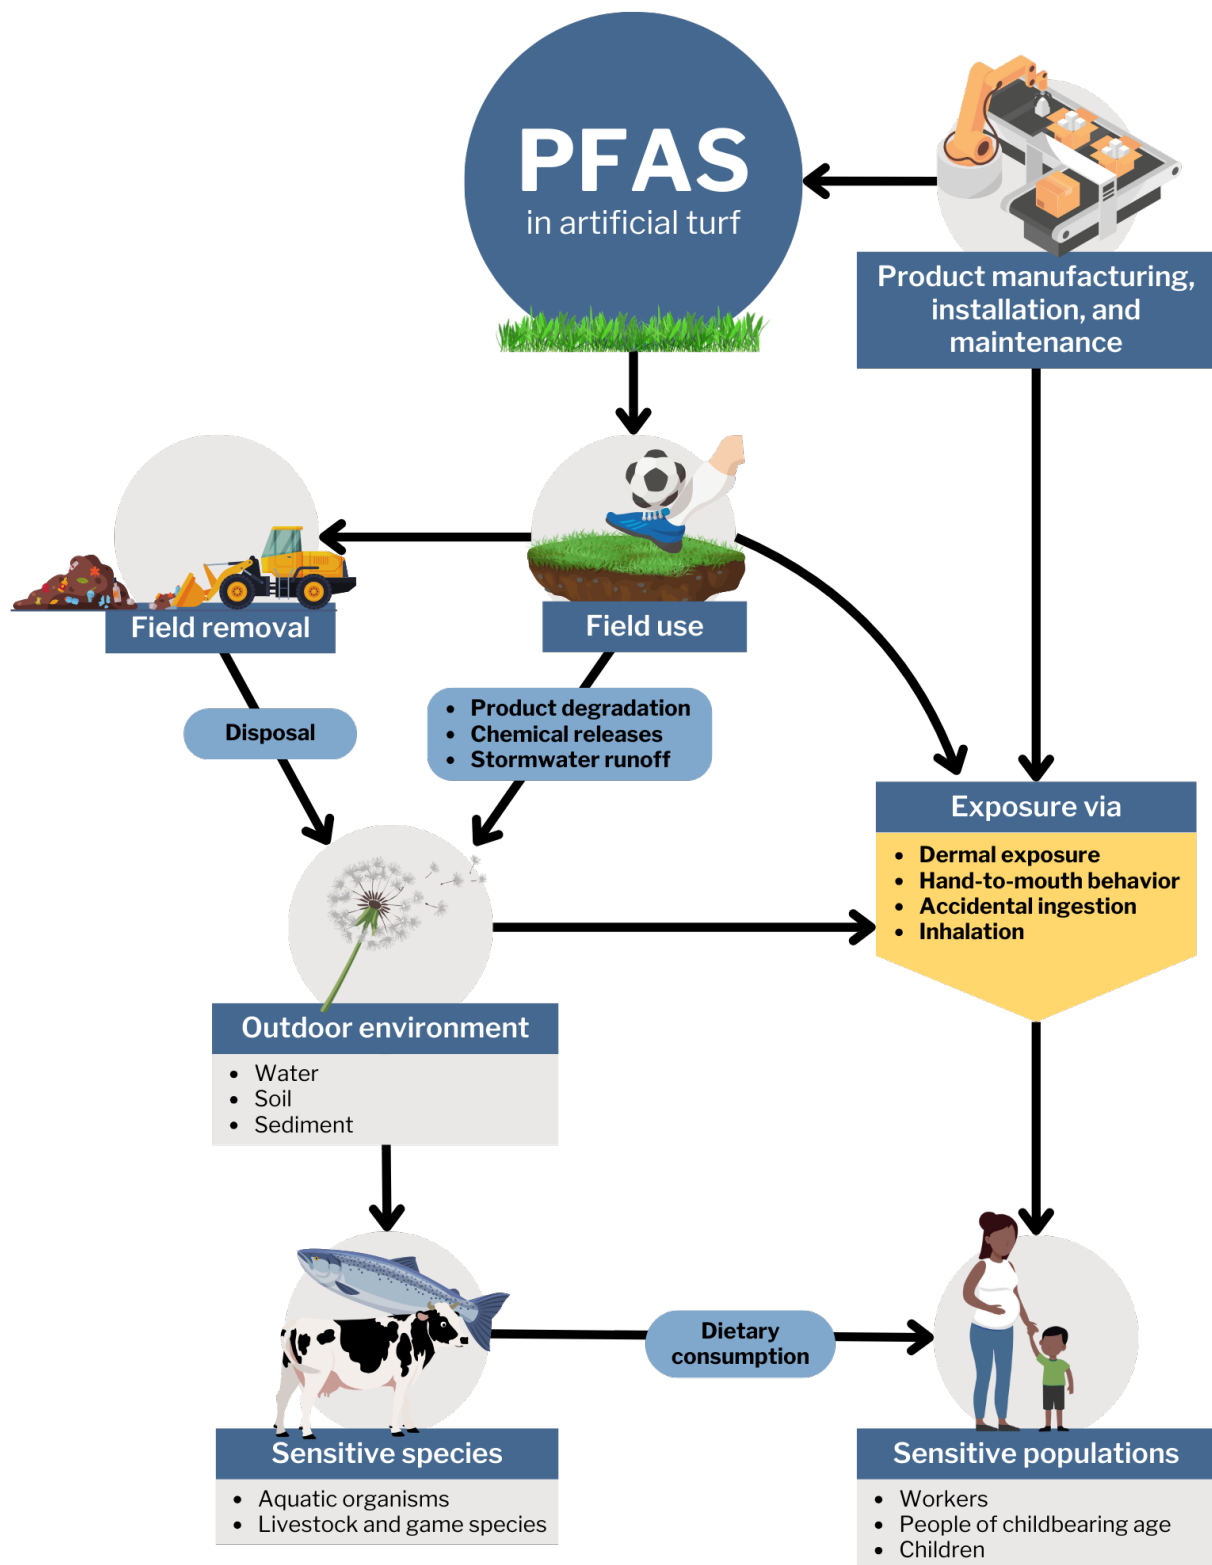 PFAS
in artificial turf
Product manufacturing,
installation, and
maintenance
Field removal
Field use
Disposal
• Product degradation
• Chemical releases
• Stormwater runoff
Exposure via
• Dermal exposure
• Hand-to-mouth behavior
• Accidental ingestion
• Inhalation
Outdoor environment
• Water
• Soil
• Sediment
Dietary
consumption
Sensitive species
• Aquatic organisms
• Livestock and game species
Sensitive populations
• Workers
• People of childbearing age
• Children